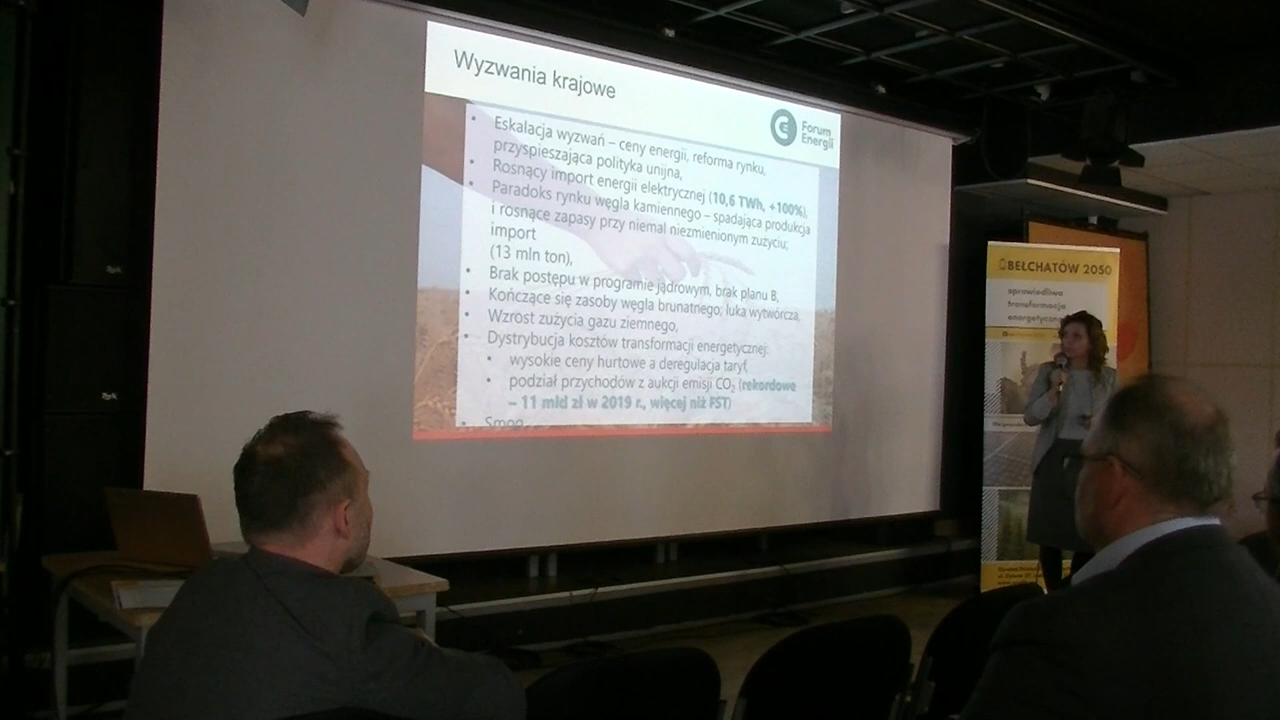 Wyzwania krajowe
Forum
Energii
• Eskalacja wyzwań – ceny energii, reforma rynku,
przyspieszająca polityka unijna,
• Rosnący import energii elektrycznej (10,6 TWh, +100%),
• Paradoks rynku węgla kamiennego – spadająca produkcja
i rosnące zapasy przy niemal niezmienionym zużyciu;
import
(13 mln ton),
• Brak postępu w programie jądrowym, brak planu B,
• Kończące się zasoby węgla brunatnego; luka wytwórcza,
• Wzrost zużycia gazu ziemnego,
• Dystrybucja kosztów transformacji energetycznej:
• wysokie ceny hurtowe a deregulacja taryf,
• podział przychodów z aukcji emisji CO₂ (rekordowe
– 11 mld zł w 2019 r., więcej niż FST)
• Smog
BEŁCHATÓW 2050
sprawiedliwa
transformacja
energetyczna